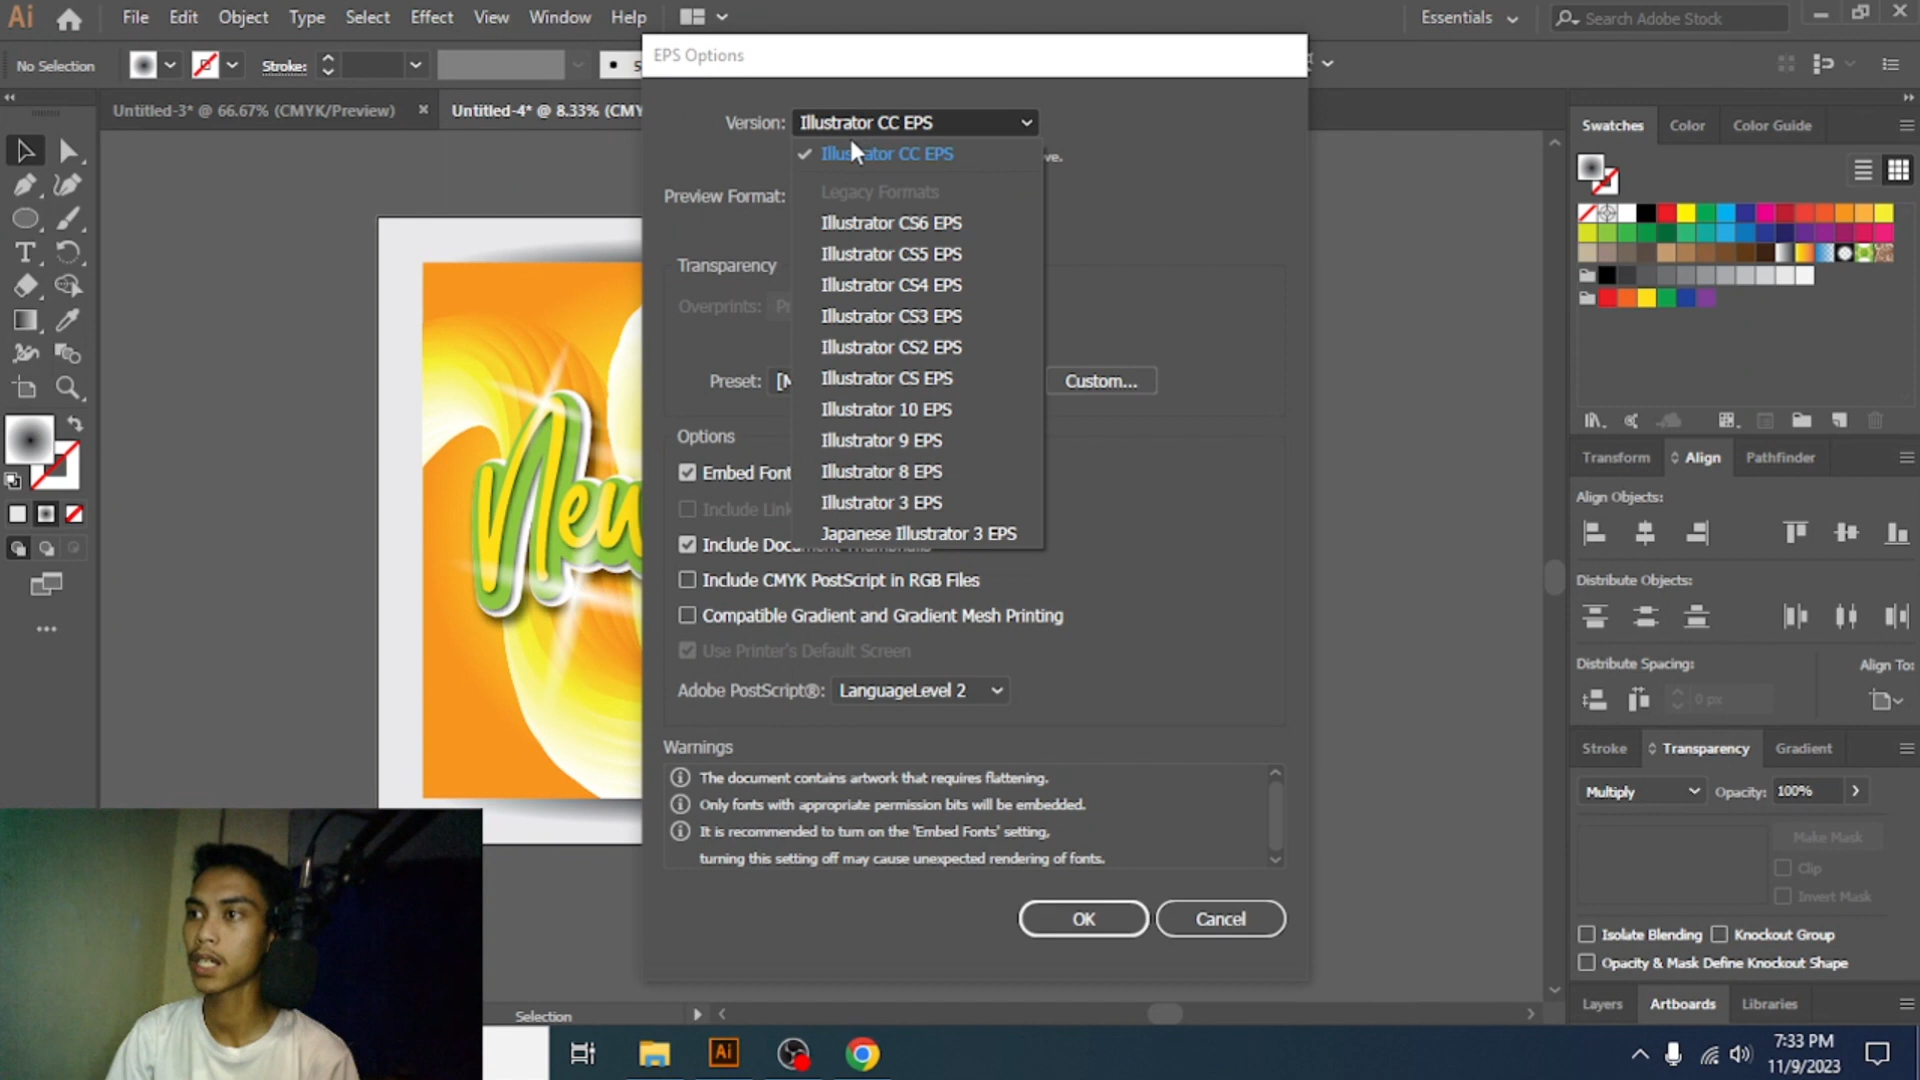 Ai File Edit Object Type Select Effect View Window Help Essentials Search Adobe Stock
EPS Options
No Selection Stroke:
Untitled-3* @ 66.67% (CMYK/Preview) Untitled-4* @ 8.33% (CMY
Version: Illustrator CC EPS
Illustrator CC EPS
ve.
Legacy Formats
Illustrator CS6 EPS
Illustrator CS5 EPS
Illustrator CS4 EPS
Illustrator CS3 EPS
Illustrator CS2 EPS
Illustrator CS EPS
Illustrator 10 EPS
Illustrator 9 EPS
Illustrator 8 EPS
Illustrator 3 EPS
Japanese Illustrator 3 EPS
Preview Format:
Transparency
Overprints:
Preset: [M Custom...
Options
Embed Font
Include Link
Include Document Thumbnails
Include CMYK PostScript in RGB Files
Compatible Gradient and Gradient Mesh Printing
Use Printer's Default Screen
Adobe PostScript®: LanguageLevel 2
Warnings
The document contains artwork that requires flattening.
Only fonts with appropriate permission bits will be embedded.
It is recommended to turn on the 'Embed Fonts' setting,
turning this setting off may cause unexpected rendering of fonts.
OK Cancel
New
Swatches Color Color Guide
Transform Align Pathfinder
Align Objects:
Distribute Objects:
Distribute Spacing: Align To:
0 px
Stroke Transparency Gradient
Multiply Opacity: 100%
Make Mask
Clip
Invert Mask
Isolate Blending Knockout Group
Opacity & Mask Define Knockout Shape
Layers Artboards Libraries
Selection
Ai
7:33 PM
11/9/2023